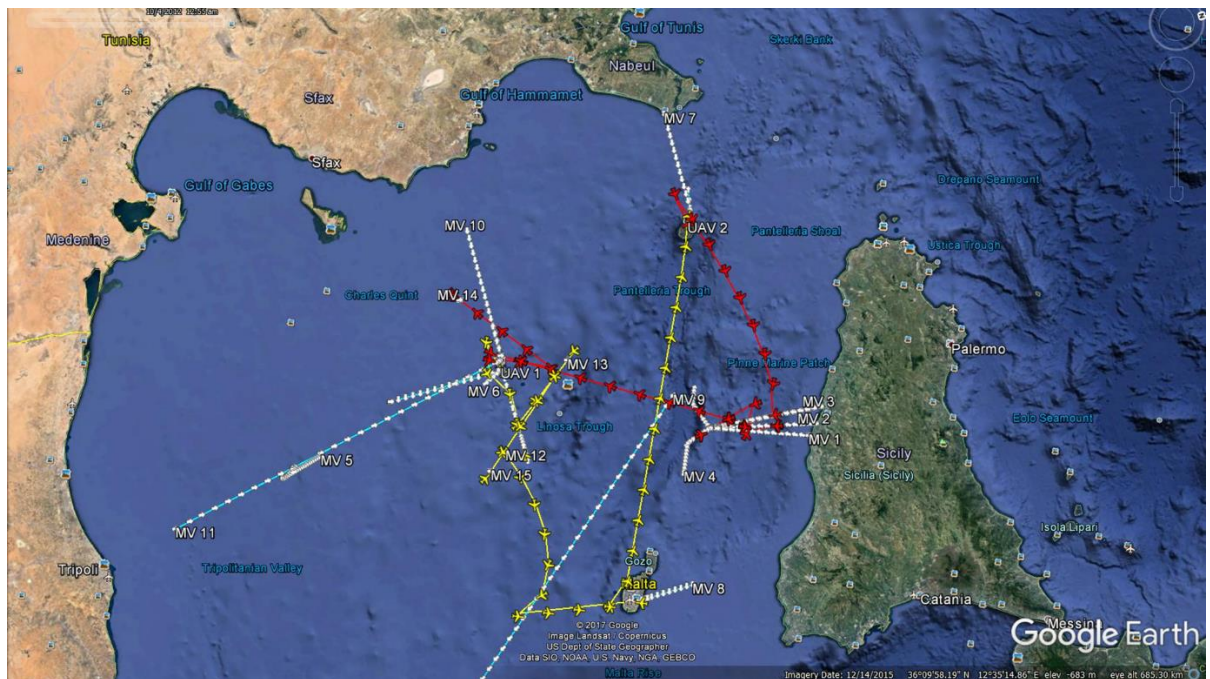 Tunisia
Gulf of Tunis
Skerki Bank
Nabeul
Sfax
Gulf of Hammamet
MV 7
Sfax
Gulf of Gabes
Drepano Seamount
MV 10
UAV 2
Pantelleria Shoal
Ustica Trough
Medenine
Charles Quint
MV 14
Pantelleria Trough
Palermo
UAV 1
MV 13
Pinne Marine Patch
MV 6
MV 9
MV 3
MV 2
Linosa Trough
MV 1
Eolo Seamount
MV 5
MV 12
Sicily
MV 15
MV 4
Sicilia (Sicily)
MV 11
Isola Lipari
Tripoli
Tripolitanian Valley
Gozo
MV 8
Catania
© 2017 Google
Messina
Image Landsat / Copernicus
Google Earth
US Dept of State Geographer
Data SIO, NOAA, U.S. Navy, NGA, GEBCO
Malta Rise
Imagery Date: 12/14/2015 36°09'58.19" N 12°35'14.86" E elev -683 m eye alt 685.30 km